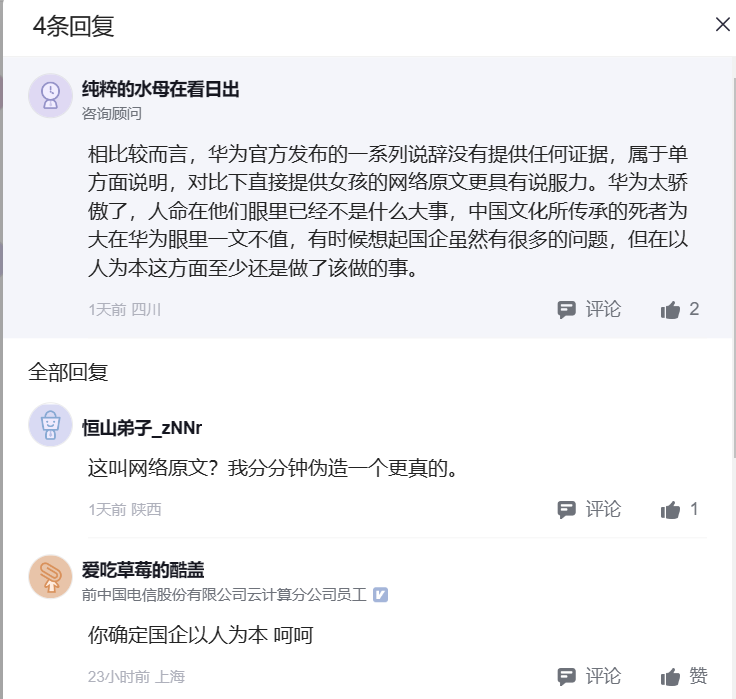 4条回复
纯粹的水母在看日出
咨询顾问
相比较而言，华为官方发布的一系列说辞没有提供任何证据，属于单
方面说明，对比下直接提供女孩的网络原文更具有说服力。华为太骄
傲了，人命在他们眼里已经不是什么大事，中国文化所传承的死者为
大在华为眼里一文不值，有时候想起国企虽然有很多的问题，但在以
人为本这方面至少还是做了该做的事。
1天前 四川
评论 2
全部回复
恒山弟子_zNNr
这叫网络原文？我分分钟伪造一个更真的。
1天前 陕西
评论 1
爱吃草莓的酷盖
前中国电信股份有限公司云计算分公司员工
你确定国企以人为本 呵呵
23小时前 上海
评论 赞